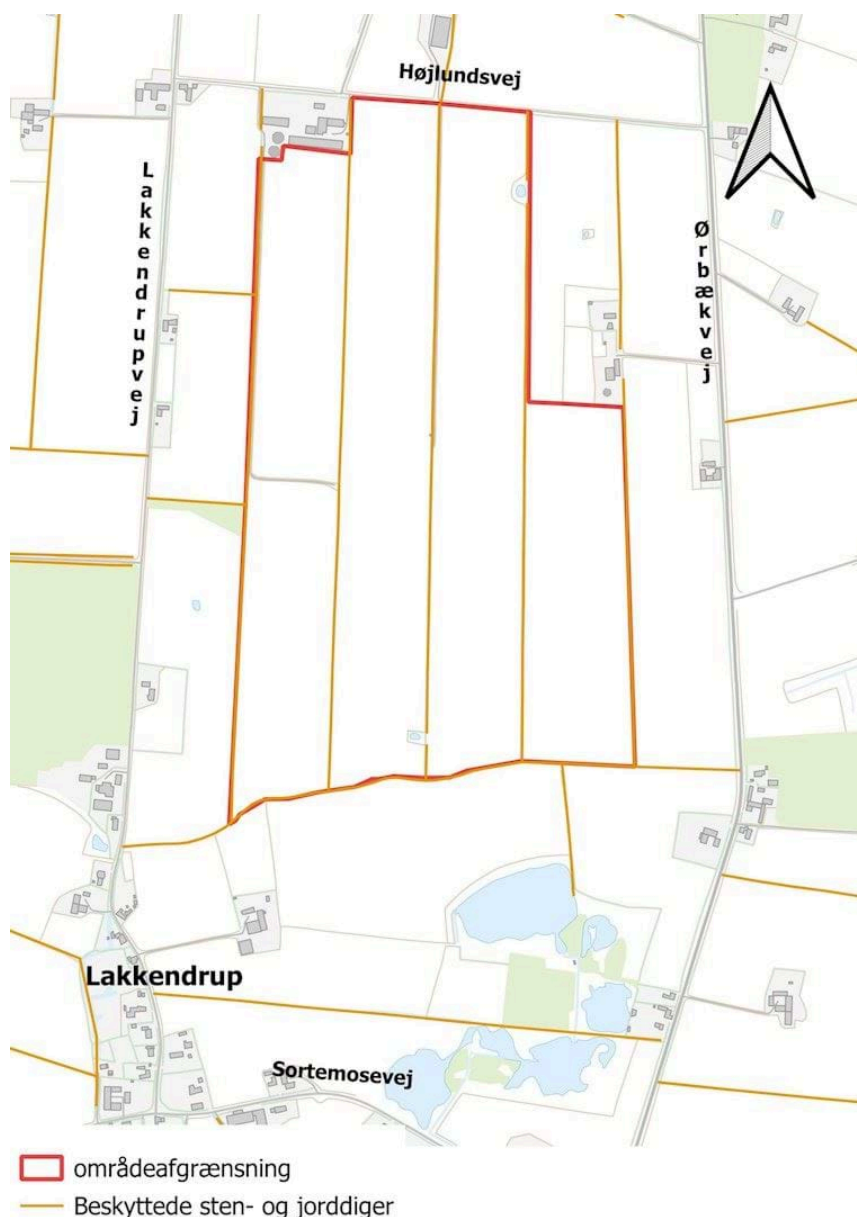 Højlundsvej
Lakkendrupvej
Ørbækvej
Lakkendrup
Sortemosevej
områdeafgrænsning
Beskyttede sten- og jorddiger